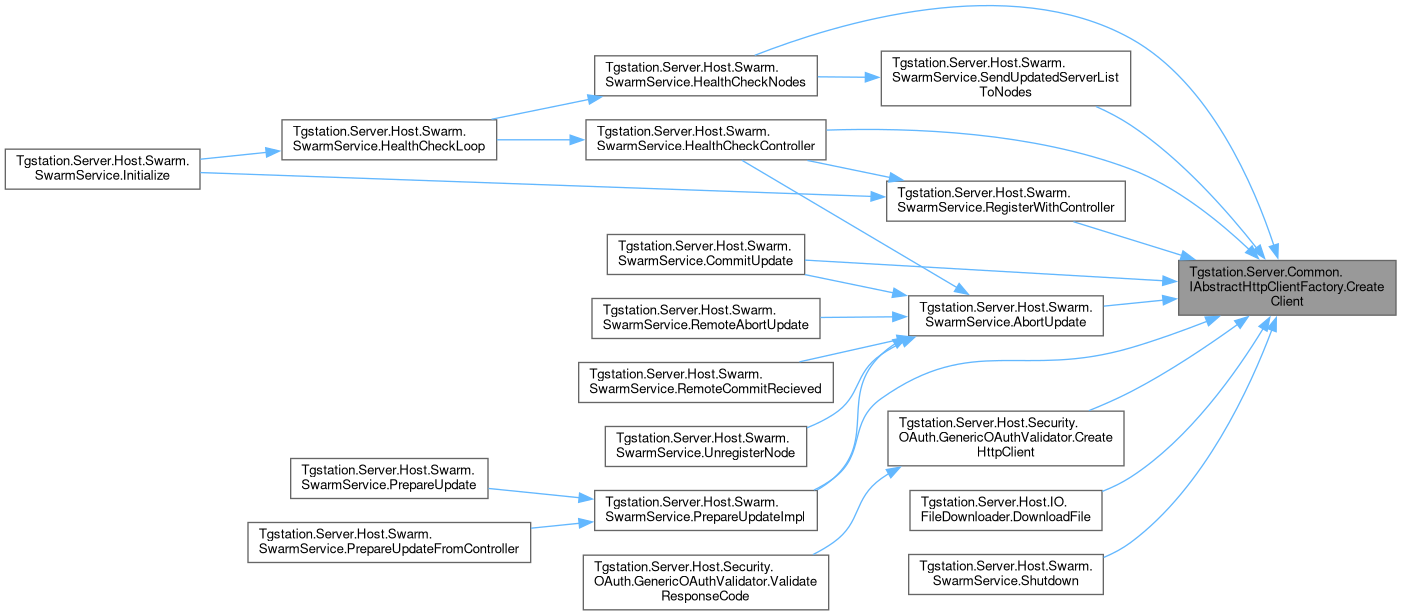 Tgstation.Server.Host.Swarm.
SwarmService.HealthCheckNodes
Tgstation.Server.Host.Swarm.
SwarmService.SendUpdatedServerList
ToNodes
Tgstation.Server.Host.Swarm.
SwarmService.HealthCheckLoop
Tgstation.Server.Host.Swarm.
SwarmService.HealthCheckController
Tgstation.Server.Host.Swarm.
SwarmService.Initialize
Tgstation.Server.Host.Swarm.
SwarmService.RegisterWithController
Tgstation.Server.Host.Swarm.
SwarmService.CommitUpdate
Tgstation.Server.Common.
IAbstractHttpClientFactory.Create
Client
Tgstation.Server.Host.Swarm.
SwarmService.RemoteAbortUpdate
Tgstation.Server.Host.Swarm.
SwarmService.AbortUpdate
Tgstation.Server.Host.Swarm.
SwarmService.RemoteCommitRecieved
Tgstation.Server.Host.Swarm.
SwarmService.UnregisterNode
Tgstation.Server.Host.Security.
OAuth.GenericOAuthValidator.Create
HttpClient
Tgstation.Server.Host.Swarm.
SwarmService.PrepareUpdate
Tgstation.Server.Host.Swarm.
SwarmService.PrepareUpdateImpl
Tgstation.Server.Host.IO.
FileDownloader.DownloadFile
Tgstation.Server.Host.Swarm.
SwarmService.PrepareUpdateFromController
Tgstation.Server.Host.Security.
OAuth.GenericOAuthValidator.Validate
ResponseCode
Tgstation.Server.Host.Swarm.
SwarmService.Shutdown